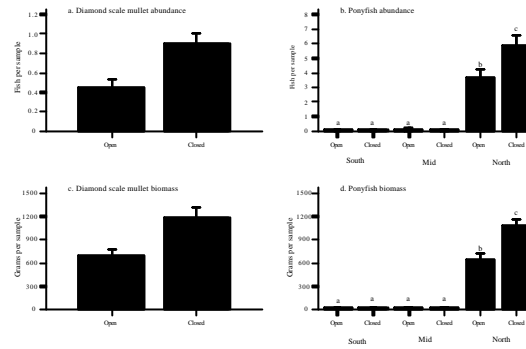 a. Diamond scale mullet abundance
Fish per sample
1.2
1.0
0.8
0.6
0.4
0.2
0
Open Closed
b. Ponyfish abundance
Fish per sample
8
7
6
5
4
3
2
1
0
a a a a b c
Open Closed Open Closed Open Closed
South Mid North
c. Diamond scale mullet biomass
Grams per sample
1500
1200
900
600
300
0
Open Closed
d. Ponyfish biomass
Grams per sample
1500
1200
900
600
300
0
a a a a b c
Open Closed Open Closed Open Closed
South Mid North